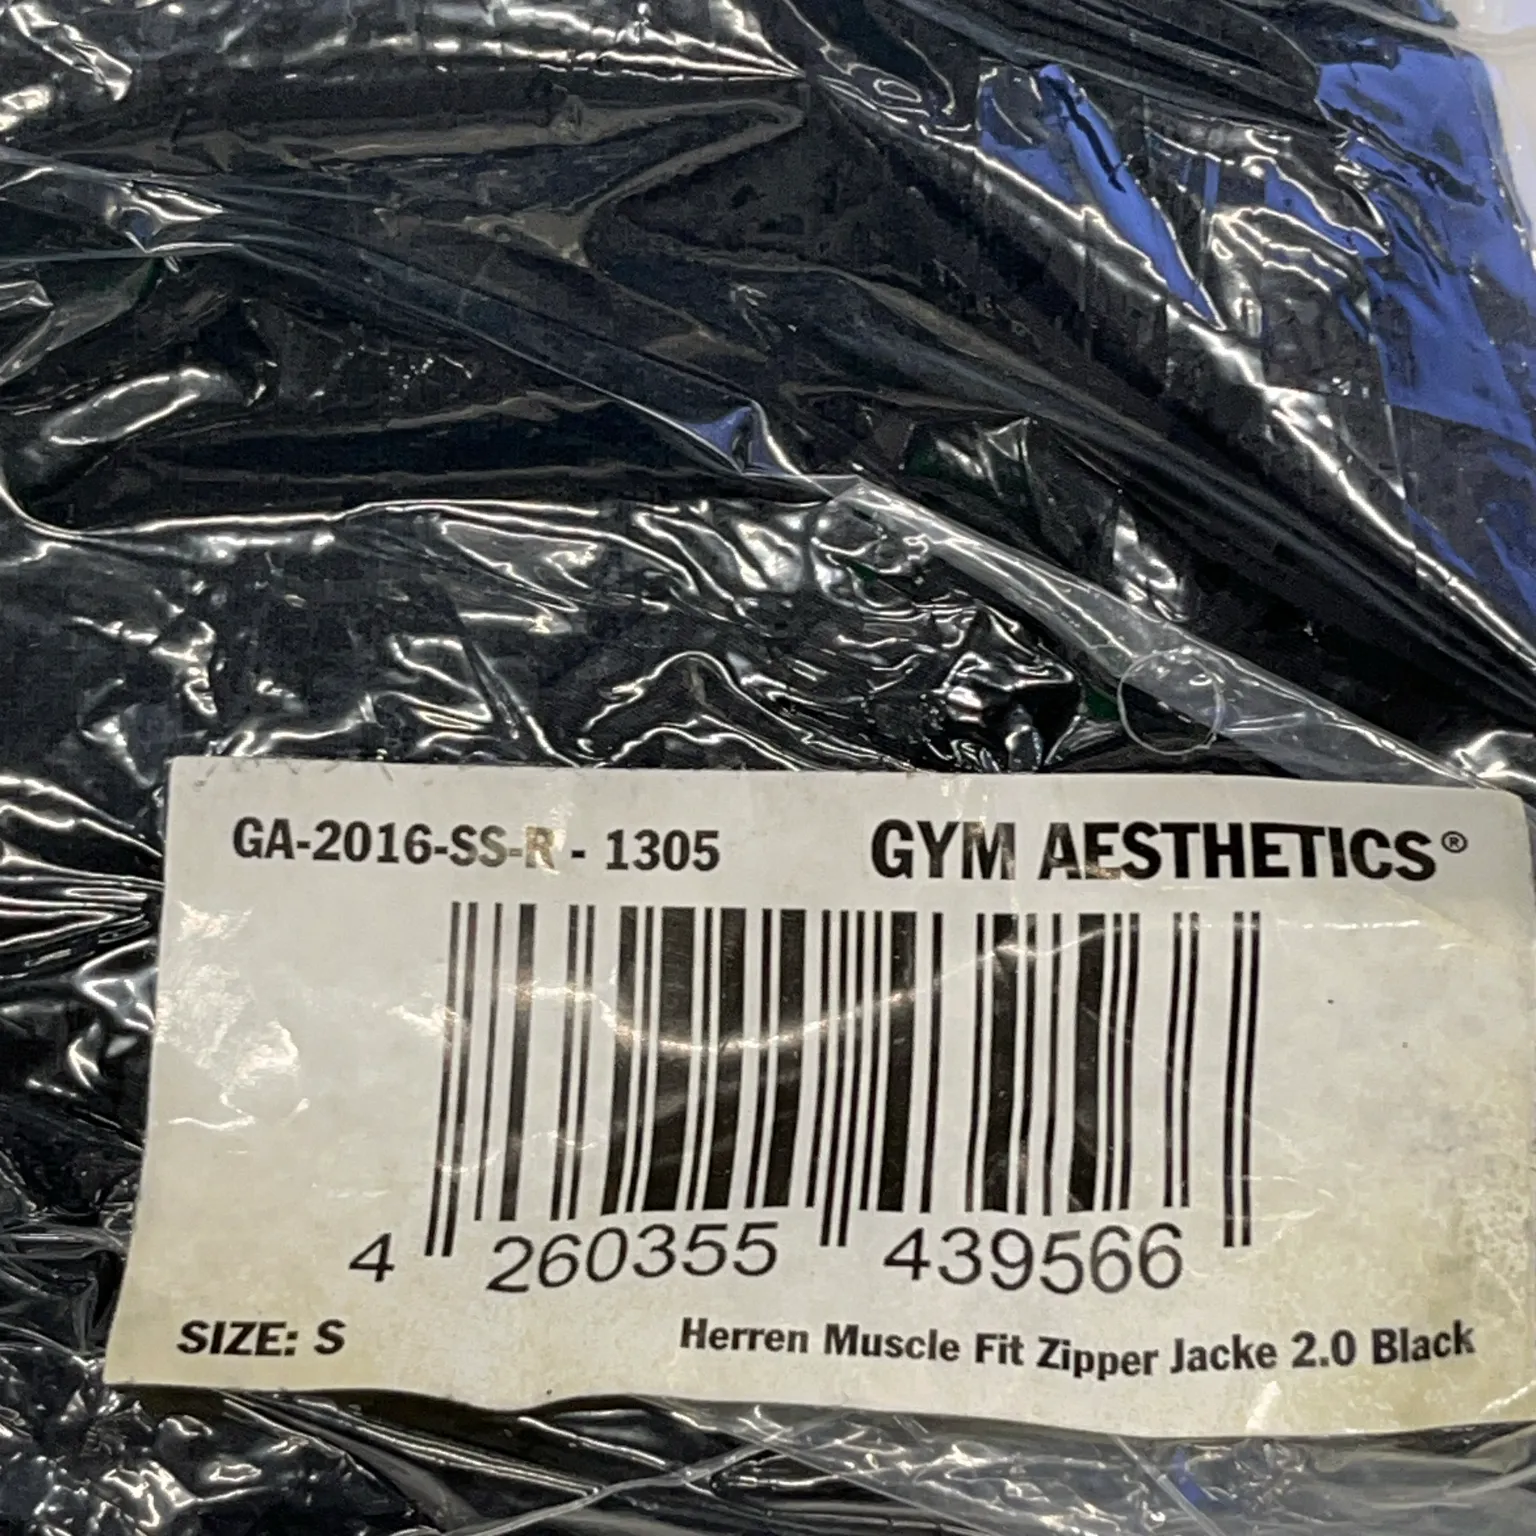 GA-2016-SS-R - 1305
GYM AESTHETICS®
4 260355 439566
SIZE: S
Herren Muscle Fit Zipper Jacke 2.0 Black